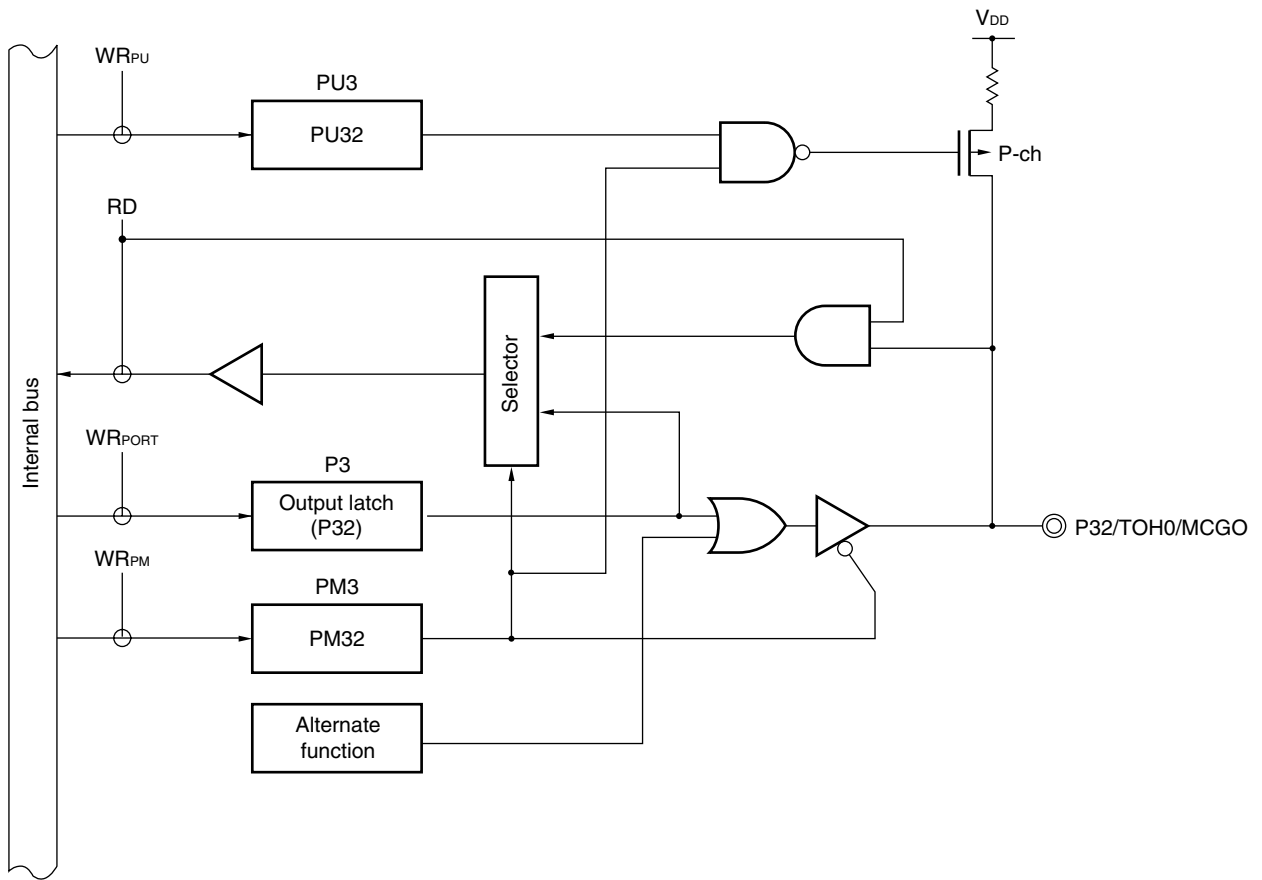 VDD
WRPU
PU3
PU32
P-ch
RD
Selector
Internal bus
WRPORT
P3
Output latch
(P32)
P32/TOH0/MCGO
WRPM
PM3
PM32
Alternate
function